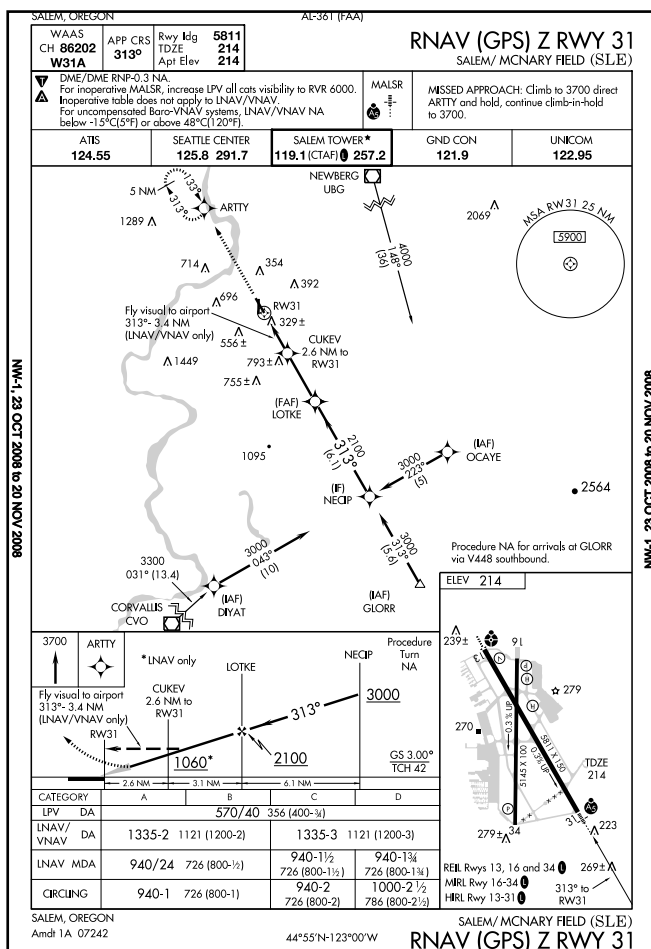 SALEM, OREGON
AL-361 (FAA)
WAAS
CH 86202
W31A
APP CRS
313°
Rwy Idg 5811
TDZE 214
Apt Elev 214
RNAV (GPS) Z RWY 31
SALEM/ MCNARY FIELD (SLE)
T
A
DME/DME RNP-0.3 NA.
For inoperative MALSR, increase LPV all cats visibility to RVR 6000.
Inoperative table does not apply to LNAV/VNAV.
For uncompensated Baro-VNAV systems, LNAV/VNAV NA
below -15°C(5°F) or above 48°C(120°F).
MALSR
A5
MISSED APPROACH: Climb to 3700 direct
ARTTY and hold, continue climb-in-hold
to 3700.
ATIS
124.55
SEATTLE CENTER
125.8 291.7
SALEM TOWER*
119.1 (CTAF) L 257.2
GND CON
121.9
UNICOM
122.95
NEWBERG
UBG
5 NM
133°
313°
ARTTY
1289
2069
MSA RW31 25 NM
5900
4000
148°
(36)
714
354
392
696
RW31
329±
Fly visual to airport
313°- 3.4 NM
(LNAV/VNAV only)
556±
CUKEV
2.6 NM to
RW31
1449
793±
755±
(FAF)
LOTKE
2100
313°
(6.1)
1095
(IAF)
OCAYE
3000
223°
(5)
(IF)
NECIP
2564
3000
313°
(5.6)
Procedure NA for arrivals at GLORR
via V448 southbound.
3300
031° (13.4)
3000
043°
(10)
(IAF)
DIYAT
CORVALLIS
CVO
(IAF)
GLORR
NW-1, 23 OCT 2008 to 20 NOV 2008
NW-1, 23 OCT 2008 to 20 NOV 2008
3700
ARTTY
*LNAV only
Procedure
Turn
NA
NECIP
LOTKE
CUKEV
2.6 NM to
RW31
Fly visual to airport
313°- 3.4 NM
(LNAV/VNAV only)
RW31
313°
3000
2100
1060*
GS 3.00°
TCH 42
2.6 NM
3.1 NM
6.1 NM
CATEGORY A B C D
LPV DA 570/40 356 (400-¾)
LNAV/
VNAV DA 1335-2 1121 (1200-2) 1335-3 1121 (1200-3)
LNAV MDA 940/24 726 (800-½) 940-1½
726 (800-1½) 940-1¾
726 (800-1¾)
CIRCLING 940-1 726 (800-1) 940-2
726 (800-2) 1000-2½
786 (800-2½)
ELEV 214
239±
13
16
N
P
H
H
279
0.3% UP
270
5811 X 150
0.3% UP
5145 X 100
TDZE
214
P
A5
31
34
223
279±
REIL Rwys 13, 16 and 34 L
269±
MIRL Rwy 16-34 L
HIRL Rwy 13-31 L
313° to
RW31
SALEM, OREGON
Amdt 1A 07242
44°55'N-123°00'W
SALEM/ MCNARY FIELD (SLE)
RNAV (GPS) Z RWY 31